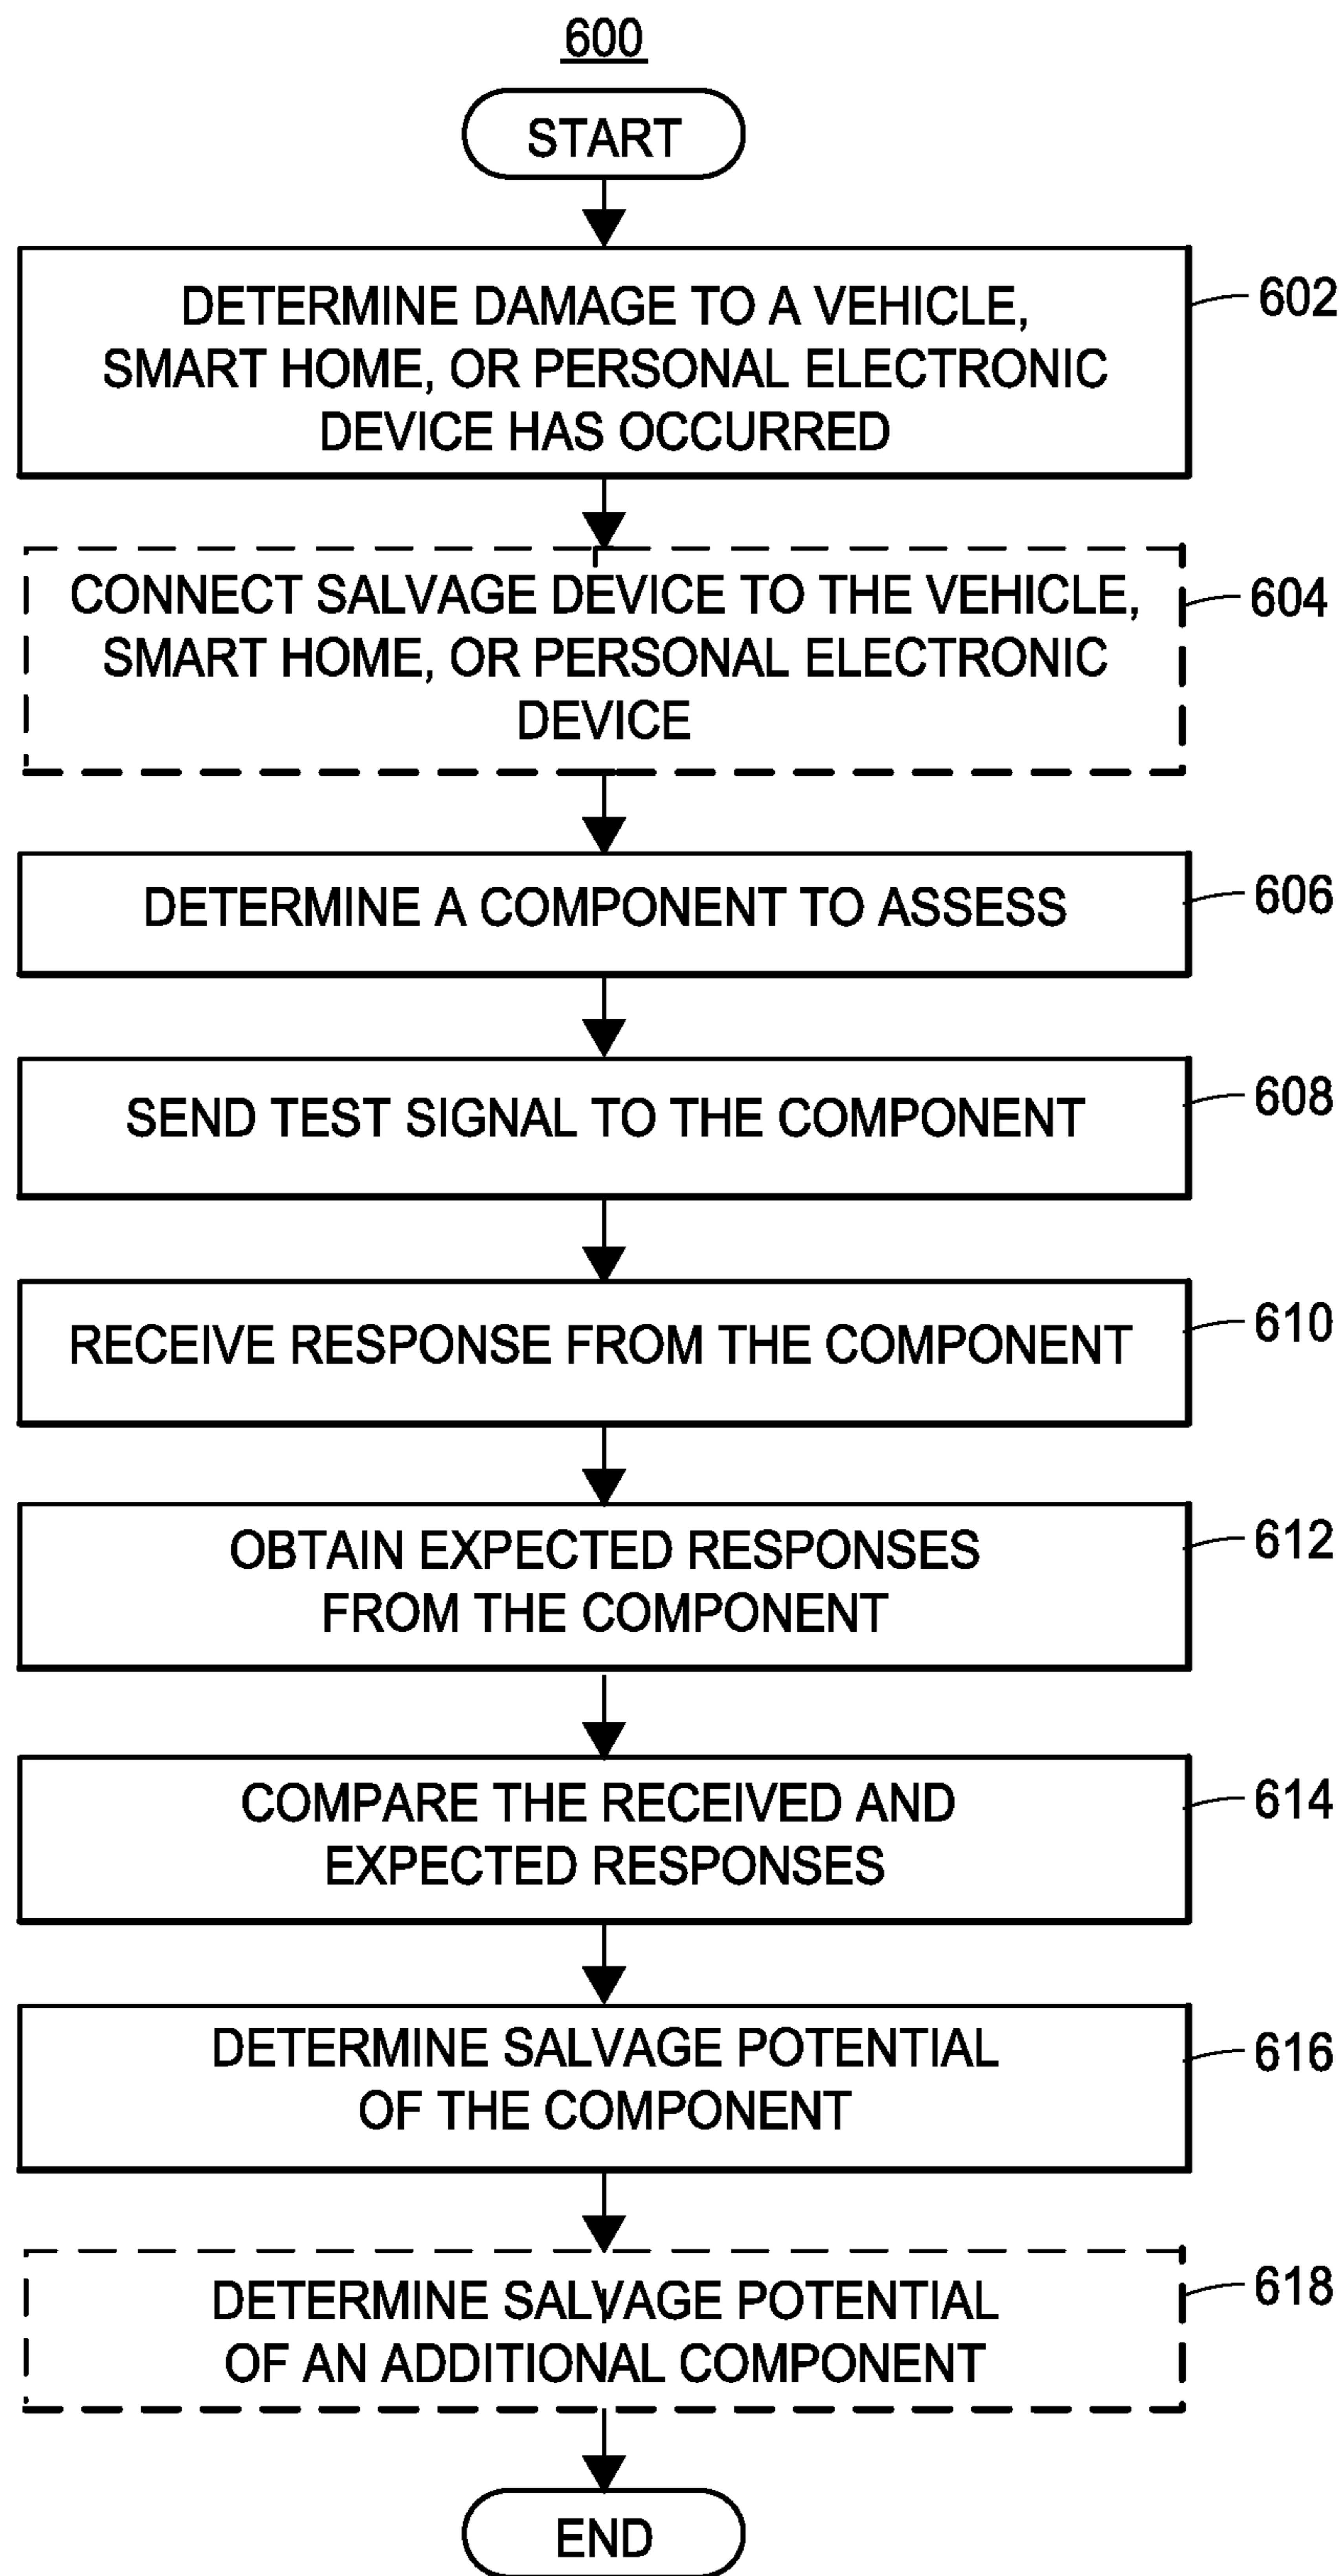 600
START
DETERMINE DAMAGE TO A VEHICLE,
SMART HOME, OR PERSONAL ELECTRONIC
DEVICE HAS OCCURRED
602
CONNECT SALVAGE DEVICE TO THE VEHICLE,
SMART HOME, OR PERSONAL ELECTRONIC
DEVICE
604
DETERMINE A COMPONENT TO ASSESS
606
SEND TEST SIGNAL TO THE COMPONENT
608
RECEIVE RESPONSE FROM THE COMPONENT
610
OBTAIN EXPECTED RESPONSES
FROM THE COMPONENT
612
COMPARE THE RECEIVED AND
EXPECTED RESPONSES
614
DETERMINE SALVAGE POTENTIAL
OF THE COMPONENT
616
DETERMINE SALVAGE POTENTIAL
OF AN ADDITIONAL COMPONENT
618
END